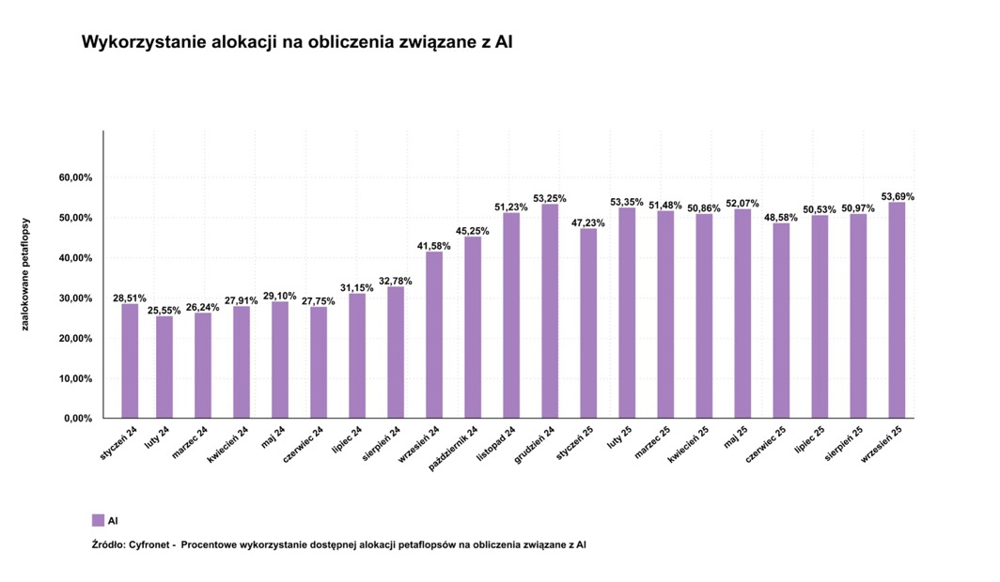 Wykorzystanie alokacji na obliczenia związane z AI
zaalokowane petaflopsy
60,00%
50,00%
40,00%
30,00%
20,00%
10,00%
0,00%
28,51%
25,55%
26,24%
27,91%
29,10%
27,75%
31,15%
32,78%
41,58%
45,25%
51,23%
53,25%
47,23%
53,35%
51,48%
50,86%
52,07%
48,58%
50,53%
50,97%
53,69%
styczeń 24
luty 24
marzec 24
kwiecień 24
maj 24
czerwiec 24
lipiec 24
sierpień 24
wrzesień 24
październik 24
listopad 24
grudzień 24
styczeń 25
luty 25
marzec 25
kwiecień 25
maj 25
czerwiec 25
lipiec 25
sierpień 25
wrzesień 25
AI
Źródło: Cyfronet - Procentowe wykorzystanie dostępnej alokacji petaflopsów na obliczenia związane z AI